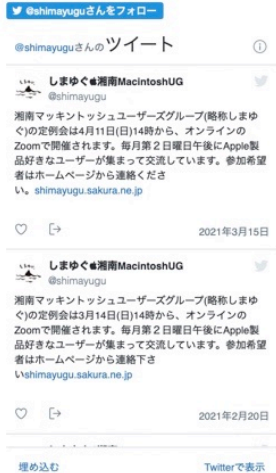 @shimayuguさんをフォロー
@shimayuguさんのツイート
しまゆぐ湘南MacintoshUG
@shimayugu
湘南マッキントッシュユーザーズグループ(略称しまゆ
ぐ)の定例会は4月11日(日)14時から、オンラインの
Zoomで開催されます。毎月第２日曜日午後にApple製
品好きなユーザーが集まって交流しています。参加希望
者はホームページから連絡くださ
い。shimayugu.sakura.ne.jp
2021年3月15日
しまゆぐ湘南MacintoshUG
@shimayugu
湘南マッキントッシュユーザーズグループ(略称しまゆ
ぐ)の定例会は3月14日(日)14時から、オンラインの
Zoomで開催されます。毎月第２日曜日午後にApple製
品好きなユーザーが集まって交流しています。参加希望
者はホームページから連絡下さ
いshimayugu.sakura.ne.jp
2021年2月20日
埋め込む
Twitterで表示